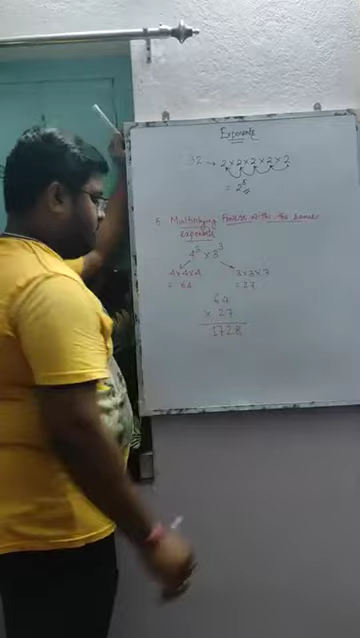 Exponents
32 → 2×2×2×2×2
= 2⁵
5. Multiplying Powers with the same
exponents
4³ × 3³
4×4×4 3×3×3
= 64 = 27
64
× 27
1728